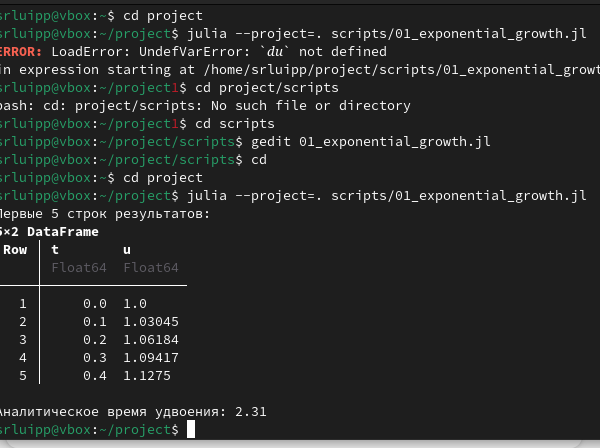 srluipp@vbox:~$ cd project
srluipp@vbox:~/project$ julia --project=. scripts/01_exponential_growth.jl
ERROR: LoadError: UndefVarError: `du` not defined
in expression starting at /home/srluipp/project/scripts/01_exponential_growt
srluipp@vbox:~/project1$ cd project/scripts
bash: cd: project/scripts: No such file or directory
srluipp@vbox:~/project1$ cd scripts
srluipp@vbox:~/project/scripts$ gedit 01_exponential_growth.jl
srluipp@vbox:~/project/scripts$ cd
srluipp@vbox:~$ cd project
srluipp@vbox:~/project$ julia --project=. scripts/01_exponential_growth.jl
Первые 5 строк результатов:
5×2 DataFrame
Row t u
Float64 Float64
1 0.0 1.0
2 0.1 1.03045
3 0.2 1.06184
4 0.3 1.09417
5 0.4 1.1275
Аналитическое время удвоения: 2.31
srluipp@vbox:~/project$